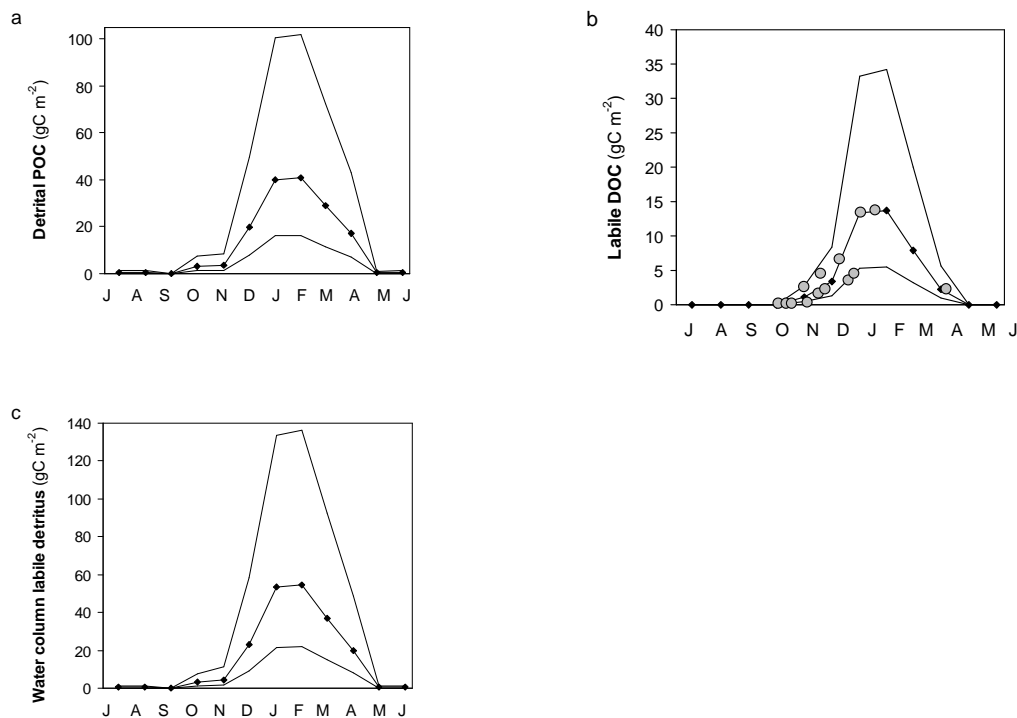 a
Detrital POC (gC m-2)
100
80
60
40
20
0
J A S O N D J F M A M J
b
Labile DOC (gC m-2)
40
35
30
25
20
15
10
5
0
J A S O N D J F M A M J
c
Water column labile detritus (gC m-2)
140
120
100
80
60
40
20
0
J A S O N D J F M A M J